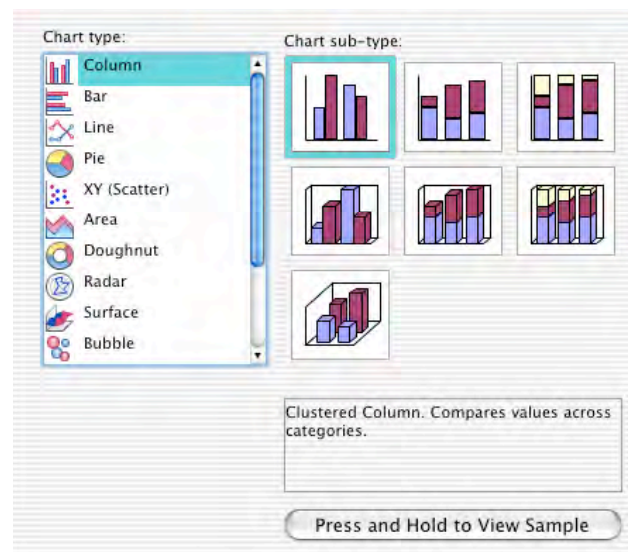 Chart type:
Column
Bar
Line
Pie
XY (Scatter)
Area
Doughnut
Radar
Surface
Bubble
Chart sub-type:
Clustered Column. Compares values across
categories.
Press and Hold to View Sample